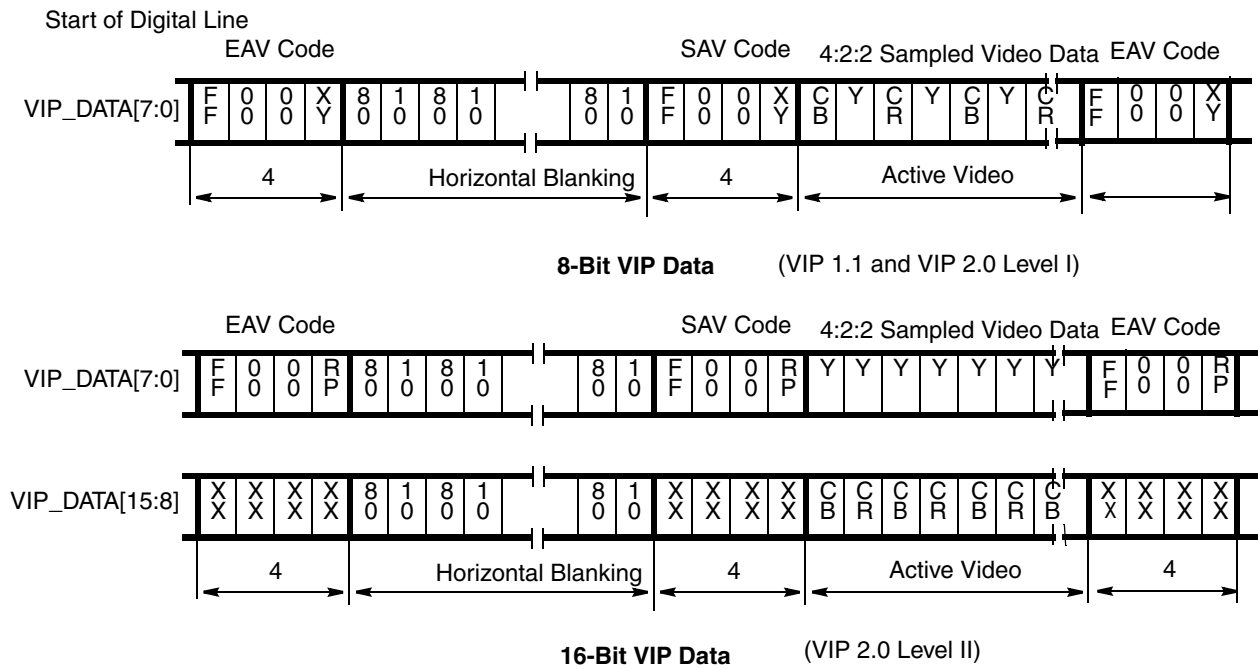 Start of Digital Line
EAV Code SAV Code 4:2:2 Sampled Video Data EAV Code
VIP_DATA[7:0] FF 00 00 XY 80 10 80 10 80 10 FF 00 00 XY CB Y CR Y CB Y CR FF 00 00 XY
4 Horizontal Blanking 4 Active Video
8-Bit VIP Data (VIP 1.1 and VIP 2.0 Level I)
EAV Code SAV Code 4:2:2 Sampled Video Data EAV Code
VIP_DATA[7:0] FF 00 00 RP 80 10 80 10 80 10 FF 00 00 RP Y Y Y Y Y Y Y FF 00 00 RP
VIP_DATA[15:8] XX XX XX XX 80 10 80 10 80 10 XX XX XX XX CB CR CB CR CB CR CB XX XX XX XX
4 Horizontal Blanking 4 Active Video 4
16-Bit VIP Data (VIP 2.0 Level II)